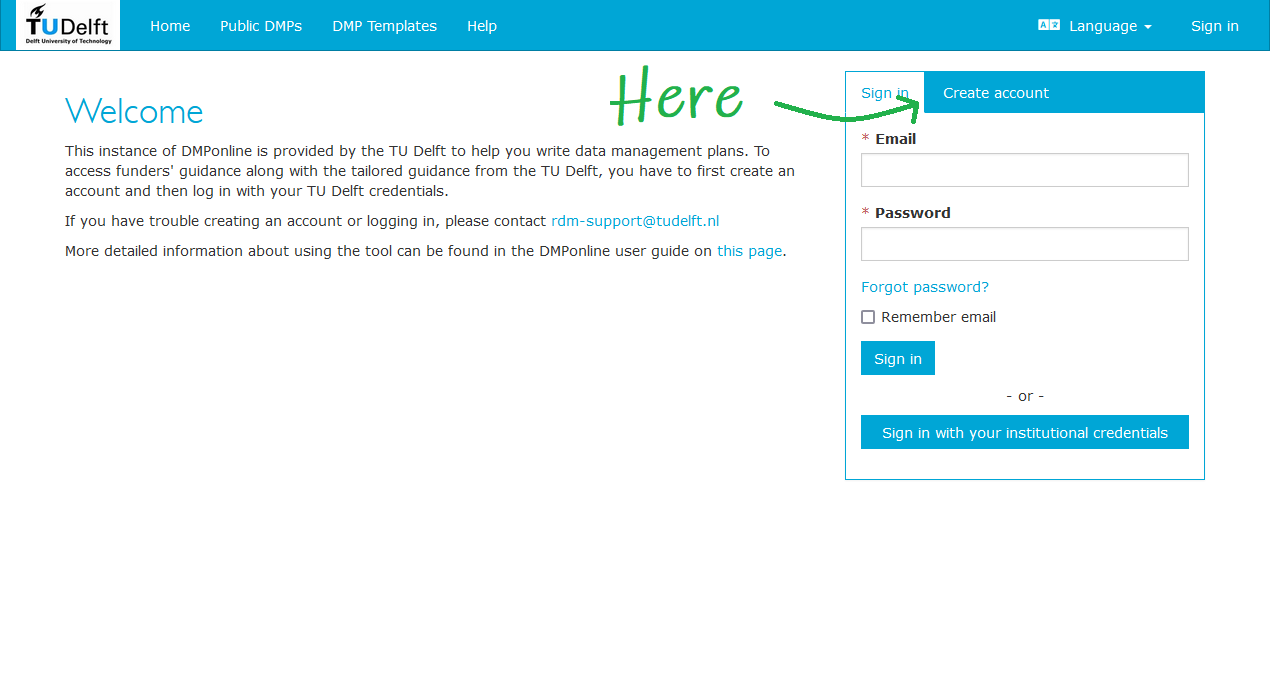 TUDelft
Delft University of Technology
Home Public DMPs DMP Templates Help
A Language Sign in
Here
Sign in Create account
Welcome
This instance of DMPonline is provided by the TU Delft to help you write data management plans. To
access funders' guidance along with the tailored guidance from the TU Delft, you have to first create an
account and then log in with your TU Delft credentials.
If you have trouble creating an account or logging in, please contact rdm-support@tudelft.nl
More detailed information about using the tool can be found in the DMPonline user guide on this page.
* Email
* Password
Forgot password?
Remember email
Sign in
- or -
Sign in with your institutional credentials